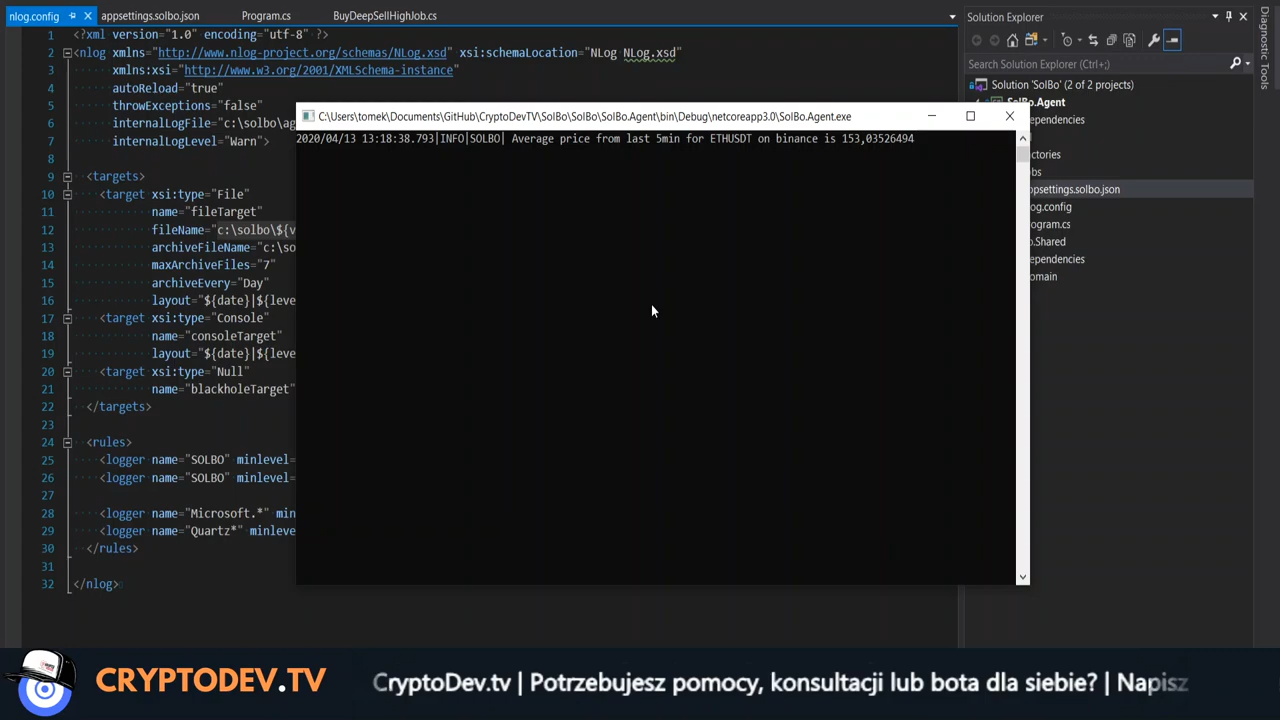 nlog.config
appsettings.solbo.json
Program.cs
BuyDeepSellHighJob.cs
1 <?xml version="1.0" encoding="utf-8" ?>
2 <nlog xmlns="http://www.nlog-project.org/schemas/NLog.xsd" xsi:schemaLocation="NLog NLog.xsd"
3 xmlns:xsi="http://www.w3.org/2001/XMLSchema-instance"
4 autoReload="true"
5 throwExceptions="false"
6 internalLogFile="c:\solbo\ag
7 internalLogLevel="Warn">
8
9 <targets>
10 <target xsi:type="File"
11 name="fileTarget"
12 fileName="c:\solbo\${v
13 archiveFileName="c:\so
14 maxArchiveFiles="7"
15 archiveEvery="Day"
16 layout="${date}|${leve
17 <target xsi:type="Console"
18 name="consoleTarget"
19 layout="${date}|${leve
20 <target xsi:type="Null"
21 name="blackholeTarget"
22 </targets>
23
24 <rules>
25 <logger name="SOLBO" minlevel=
26 <logger name="SOLBO" minlevel=
27
28 <logger name="Microsoft.*" min
29 <logger name="Quartz*" minlevel
30 </rules>
31
32 </nlog>
C:\Users\tomek\Documents\GitHub\CryptoDevTV\SolBo\SolBo\SolBo.Agent\bin\Debug\netcoreapp3.0\SolBo.Agent.exe
2020/04/13 13:18:38.793|INFO|SOLBO| Average price from last 5min for ETHUSDT on binance is 153,03526494
Solution Explorer
Search Solution Explorer (Ctrl+;)
Solution 'SolBo' (2 of 2 projects)
SolBo.Agent
ependencies
ctories
bs
ppsettings.solbo.json
og.config
ogram.cs
Bo.Shared
ependencies
omain
Diagnostic Tools
CRYPTODEV.TV
CryptoDev.tv | Potrzebujesz pomocy, konsultacji lub bota dla siebie? | Napisz